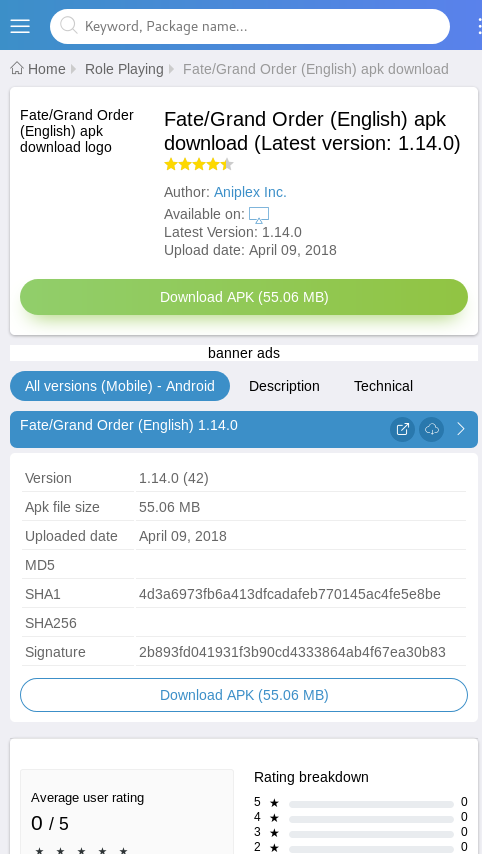 Keyword, Package name...
Home Role Playing Fate/Grand Order (English) apk download
Fate/Grand Order
(English) apk
download logo
Fate/Grand Order (English) apk
download (Latest version: 1.14.0)
Author: Aniplex Inc.
Available on:
Latest Version: 1.14.0
Upload date: April 09, 2018
Download APK (55.06 MB)
banner ads
All versions (Mobile) - Android Description Technical
Fate/Grand Order (English) 1.14.0
Version 1.14.0 (42)
Apk file size 55.06 MB
Uploaded date April 09, 2018
MD5
SHA1 4d3a6973fb6a413dfcadafeb770145ac4fe5e8be
SHA256
Signature 2b893fd041931f3b90cd4333864ab4f67ea30b83
Download APK (55.06 MB)
Average user rating
0 / 5
Rating breakdown
5 ★ 0
4 ★ 0
3 ★ 0
2 ★ 0